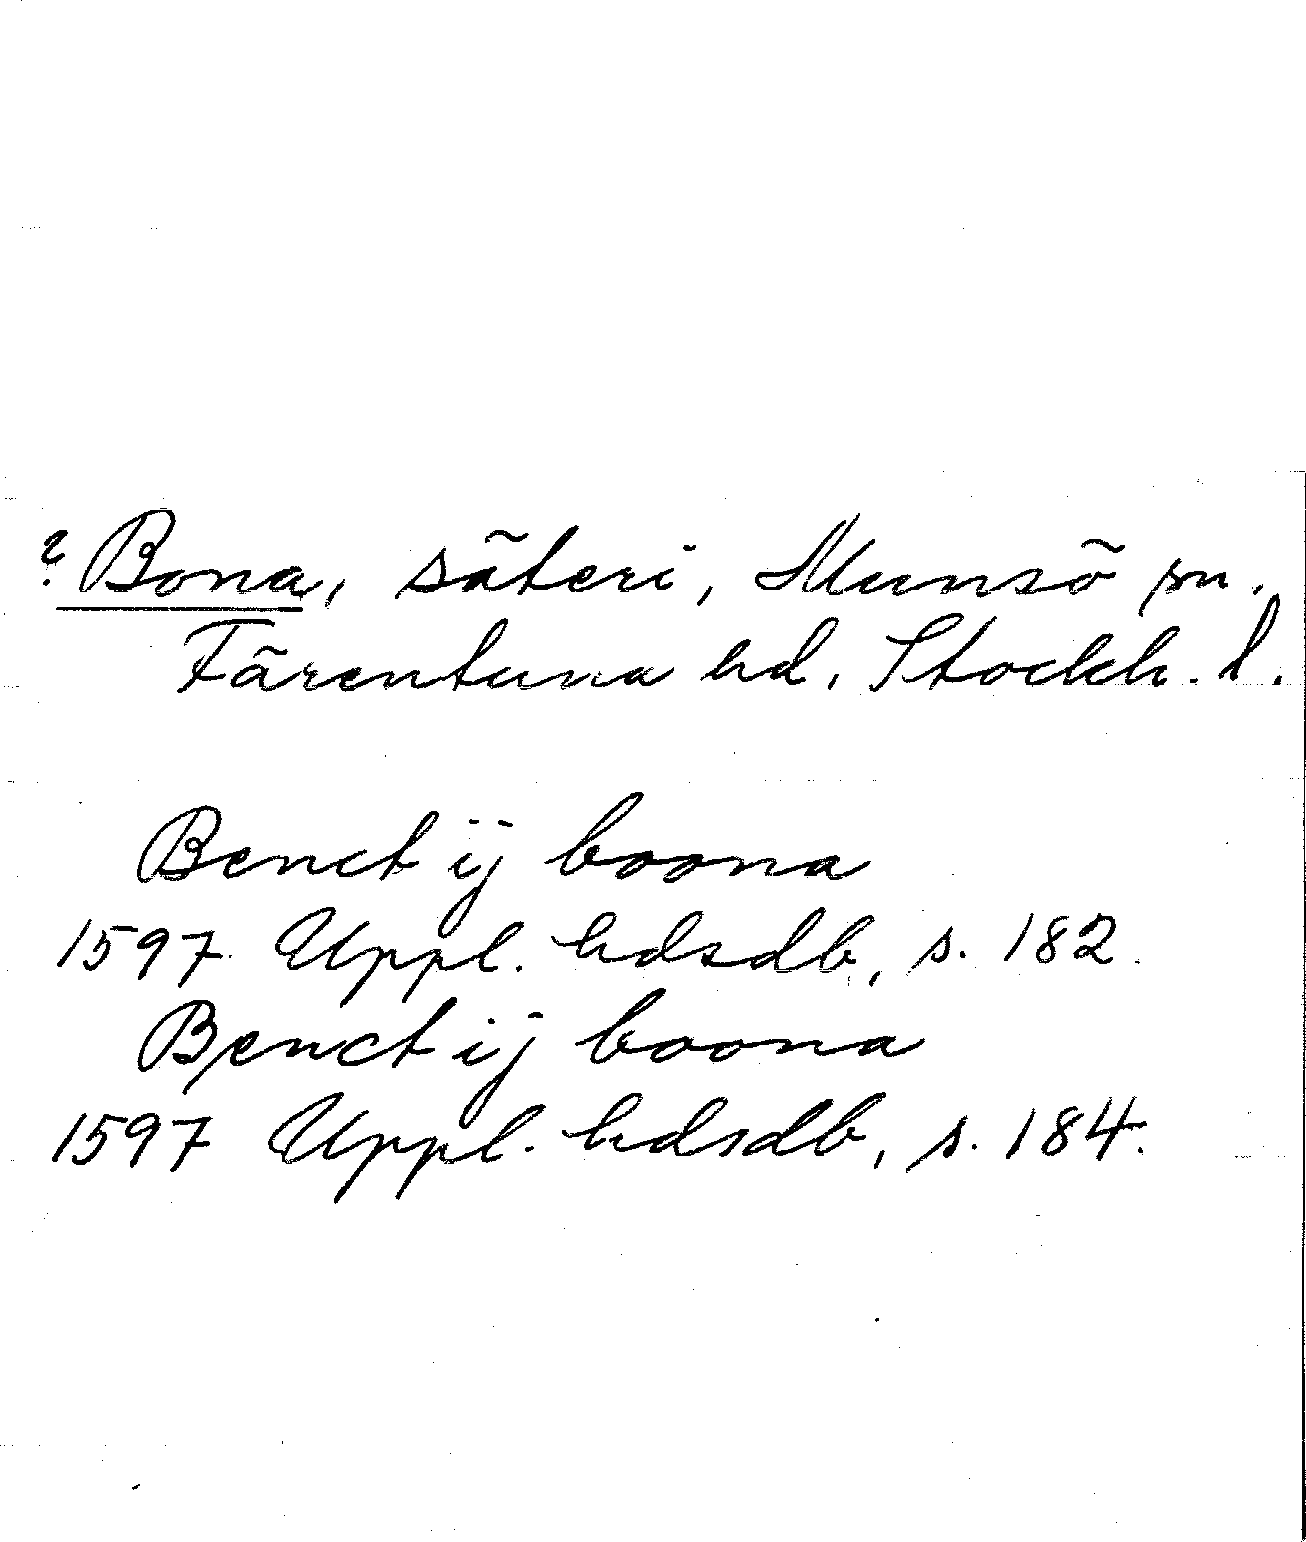 ? Bona, säteri, Munsö sn.
Färentuna hd. Stockh. l.
Benct ij boona
1597 Uppl. hdsdb, s. 182.
Benct ij boona
1597 Uppl. hdsdb, s. 184.